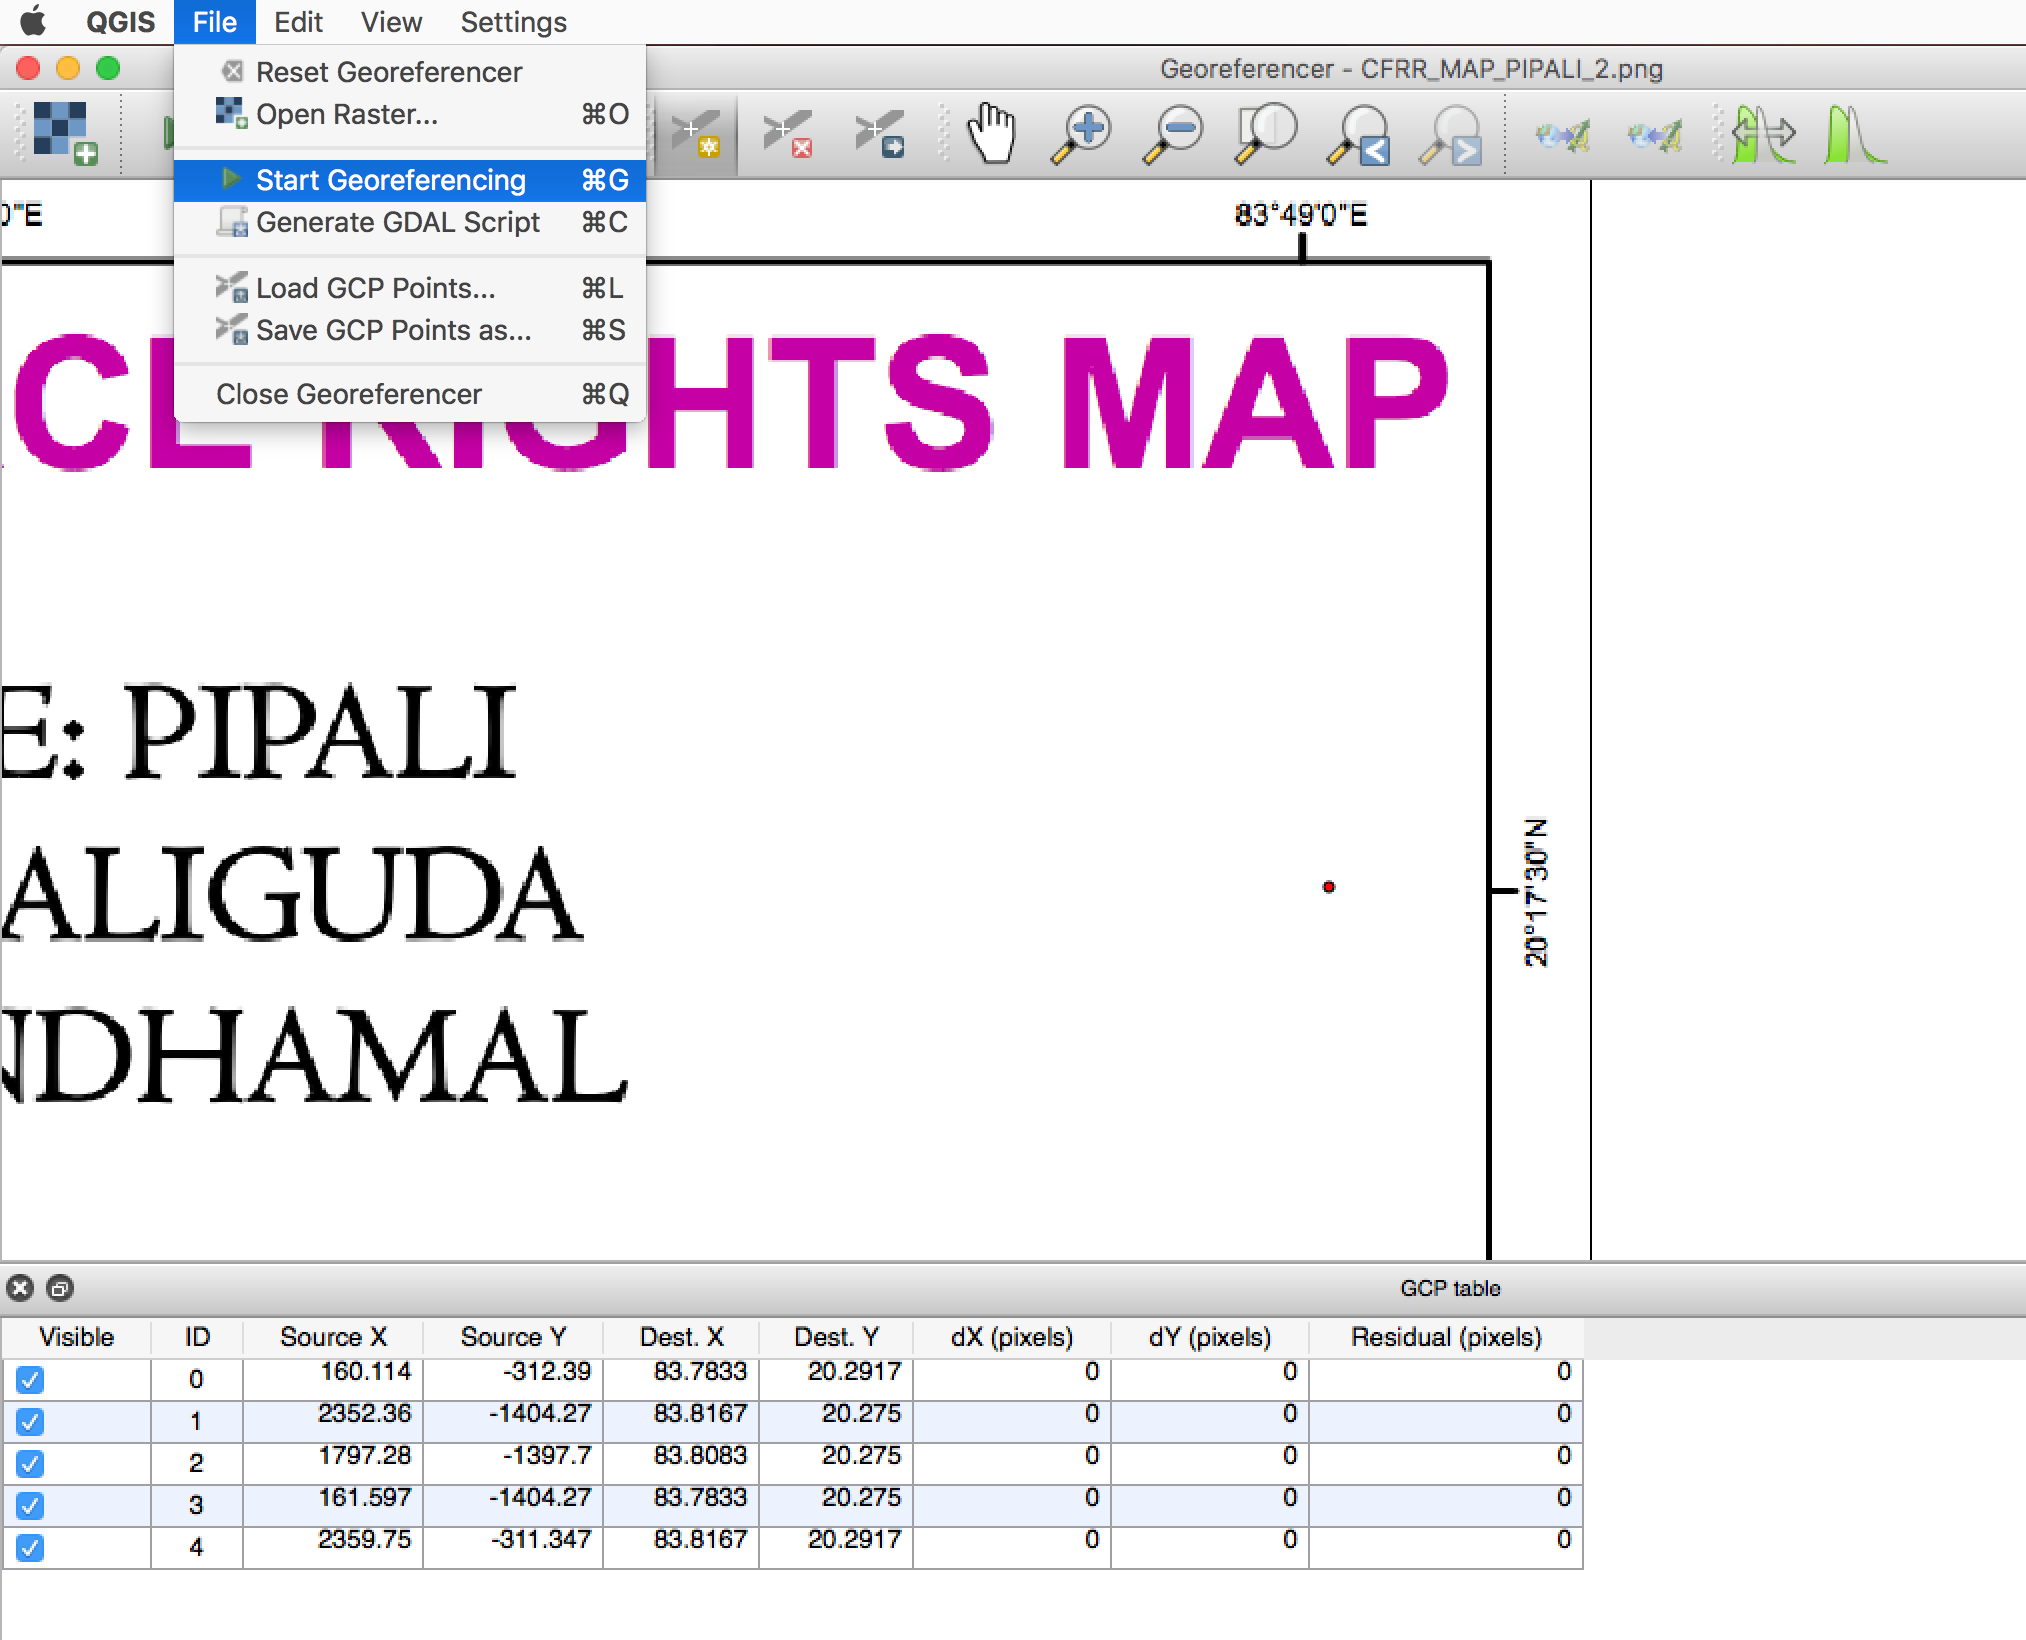 QGIS File Edit View Settings
Georeferencer - CFRR_MAP_PIPALI_2.png
Reset Georeferencer
Open Raster... ⌘O
Start Georeferencing ⌘G
Generate GDAL Script ⌘C
Load GCP Points... ⌘L
Save GCP Points as... ⌘S
Close Georeferencer ⌘Q
0"E
83°49'0"E
CE RIGHTS MAP
E: PIPALI
ALIGUDA
NDHAMAL
20°17'30"N
GCP table
Visible ID Source X Source Y Dest. X Dest. Y dX (pixels) dY (pixels) Residual (pixels)
0 160.114 -312.39 83.7833 20.2917 0 0 0
1 2352.36 -1404.27 83.8167 20.275 0 0 0
2 1797.28 -1397.7 83.8083 20.275 0 0 0
3 161.597 -1404.27 83.7833 20.275 0 0 0
4 2359.75 -311.347 83.8167 20.2917 0 0 0